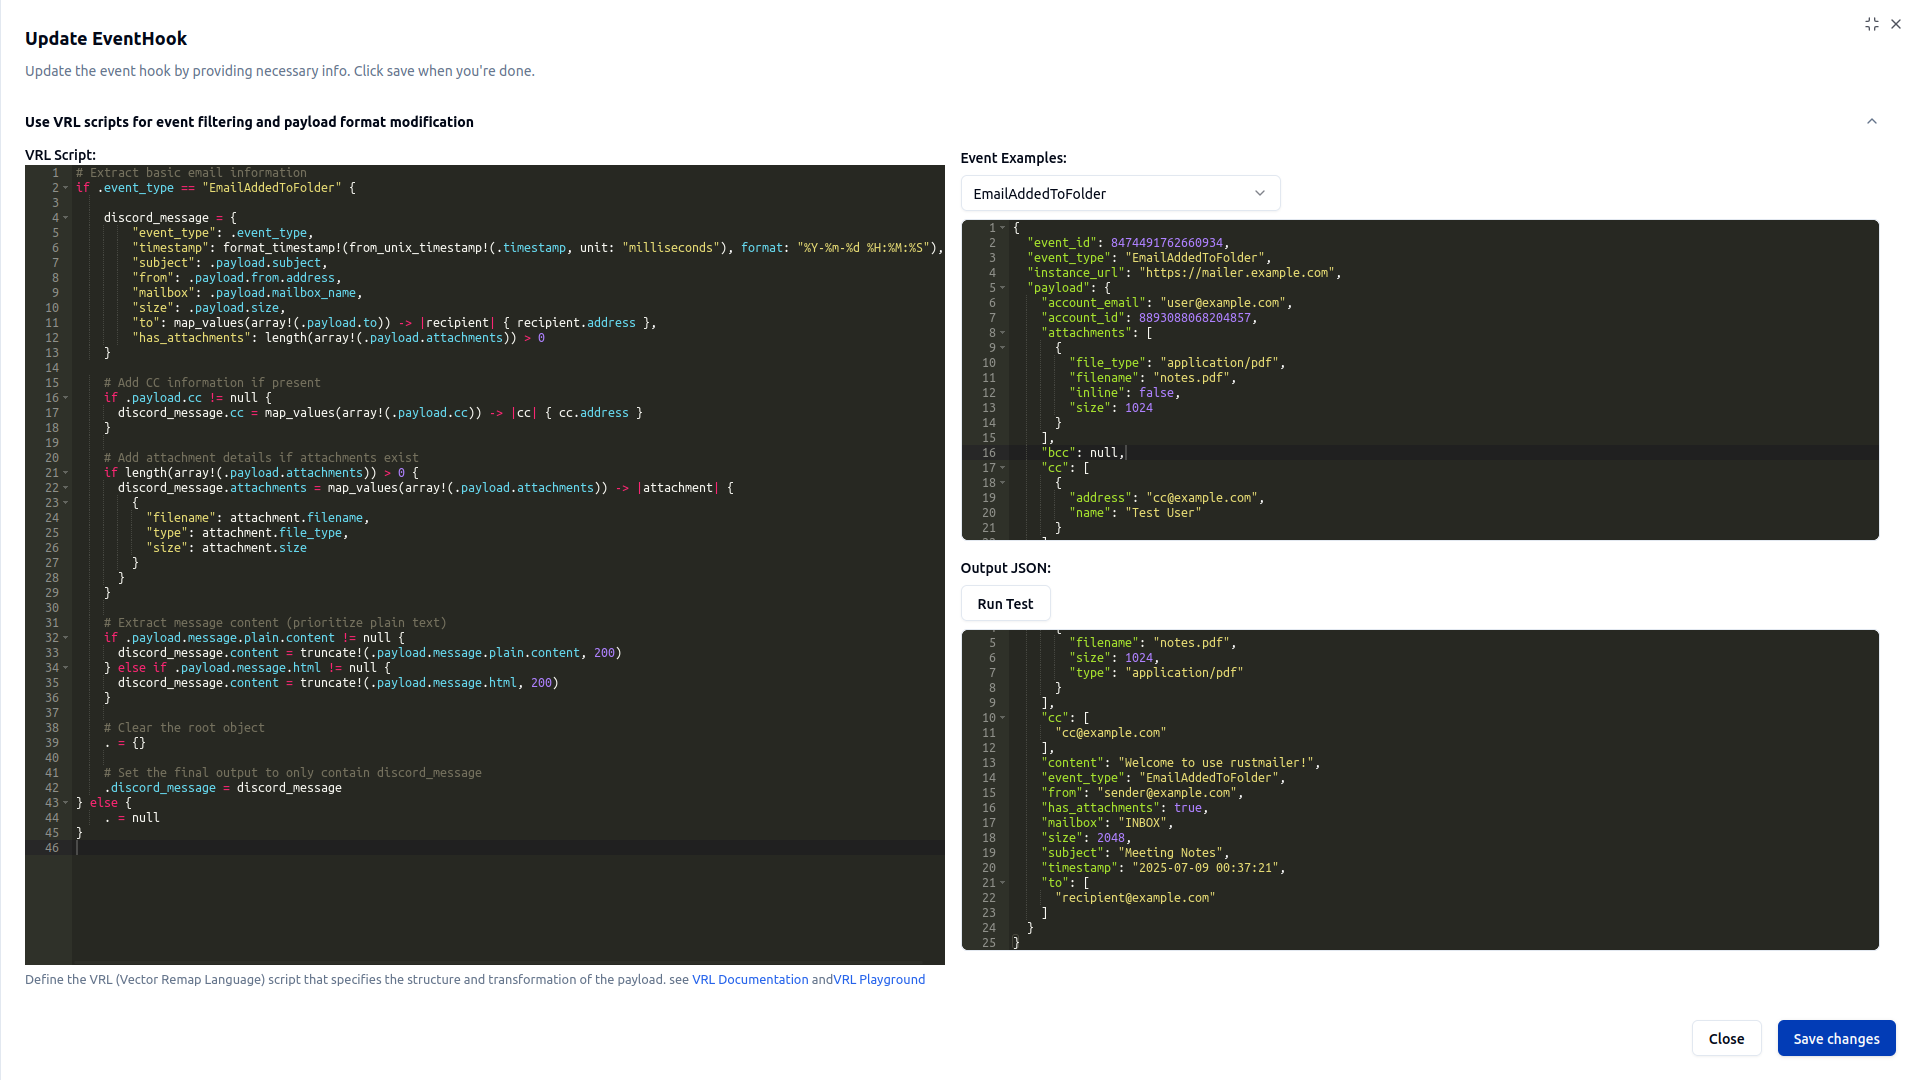 Update EventHook
Update the event hook by providing necessary info. Click save when you're done.
Use VRL scripts for event filtering and payload format modification
VRL Script:
1 # Extract basic email information
2 if .event_type == "EmailAddedToFolder" {
3
4     discord_message = {
5         "event_type": .event_type,
6         "timestamp": format_timestamp!(from_unix_timestamp!(.timestamp, unit: "milliseconds"), format: "%Y-%m-%d %H:%M:%S"),
7         "subject": .payload.subject,
8         "from": .payload.from.address,
9         "mailbox": .payload.mailbox_name,
10         "size": .payload.size,
11         "to": map_values(array!(.payload.to)) -> |recipient| { recipient.address },
12         "has_attachments": length(array!(.payload.attachments)) > 0
13     }
14
15     # Add CC information if present
16     if .payload.cc != null {
17       discord_message.cc = map_values(array!(.payload.cc)) -> |cc| { cc.address }
18     }
19
20     # Add attachment details if attachments exist
21     if length(array!(.payload.attachments)) > 0 {
22       discord_message.attachments = map_values(array!(.payload.attachments)) -> |attachment| {
23         {
24           "filename": attachment.filename,
25           "type": attachment.file_type,
26           "size": attachment.size
27         }
28       }
29     }
30
31     # Extract message content (prioritize plain text)
32     if .payload.message.plain.content != null {
33       discord_message.content = truncate!(.payload.message.plain.content, 200)
34     } else if .payload.message.html != null {
35       discord_message.content = truncate!(.payload.message.html, 200)
36     }
37
38     # Clear the root object
39     . = {}
40
41     # Set the final output to only contain discord_message
42     .discord_message = discord_message
43 } else {
44     . = null
45 }
46
Define the VRL (Vector Remap Language) script that specifies the structure and transformation of the payload. see VRL Documentation andVRL Playground
Event Examples:
EmailAddedToFolder
1 {
2   "event_id": 8474491762660934,
3   "event_type": "EmailAddedToFolder",
4   "instance_url": "https://mailer.example.com",
5   "payload": {
6     "account_email": "user@example.com",
7     "account_id": 8893088068204857,
8     "attachments": [
9       {
10         "file_type": "application/pdf",
11         "filename": "notes.pdf",
12         "inline": false,
13         "size": 1024
14       }
15     ],
16     "bcc": null,
17     "cc": [
18       {
19         "address": "cc@example.com",
20         "name": "Test User"
21       }
Output JSON:
Run Test
5         "filename": "notes.pdf",
6         "size": 1024,
7         "type": "application/pdf"
8       }
9     ],
10     "cc": [
11       "cc@example.com"
12     ],
13     "content": "Welcome to use rustmailer!",
14     "event_type": "EmailAddedToFolder",
15     "from": "sender@example.com",
16     "has_attachments": true,
17     "mailbox": "INBOX",
18     "size": 2048,
19     "subject": "Meeting Notes",
20     "timestamp": "2025-07-09 00:37:21",
21     "to": [
22       "recipient@example.com"
23     ]
24   }
25 }
Close
Save changes